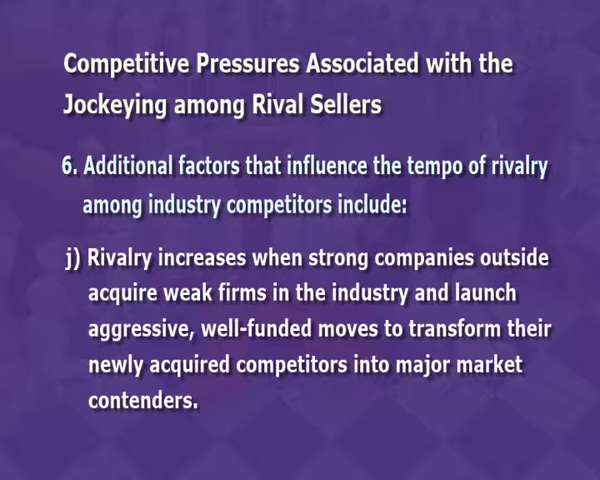 Competitive Pressures Associated with the
Jockeying among Rival Sellers
6. Additional factors that influence the tempo of rivalry
among industry competitors include:
j) Rivalry increases when strong companies outside
acquire weak firms in the industry and launch
aggressive, well-funded moves to transform their
newly acquired competitors into major market
contenders.